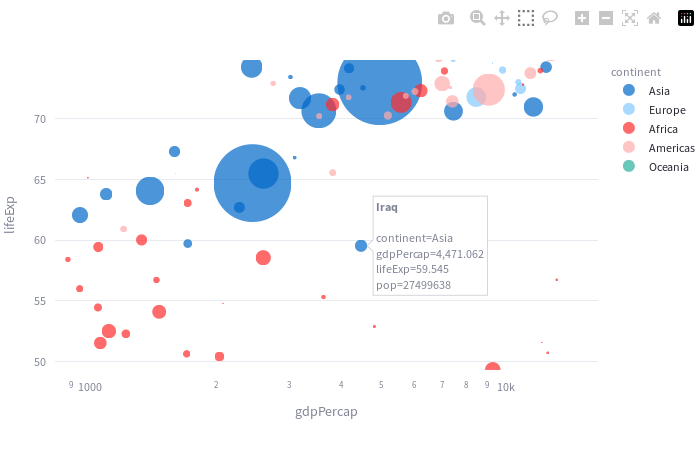 continent
Asia
Europe
Africa
Americas
Oceania
lifeExp
70
65
60
55
50
Iraq
continent=Asia
gdpPercap=4,471.062
lifeExp=59.545
pop=27499638
9 1000 2 3 4 5 6 7 8 9 10k
gdpPercap